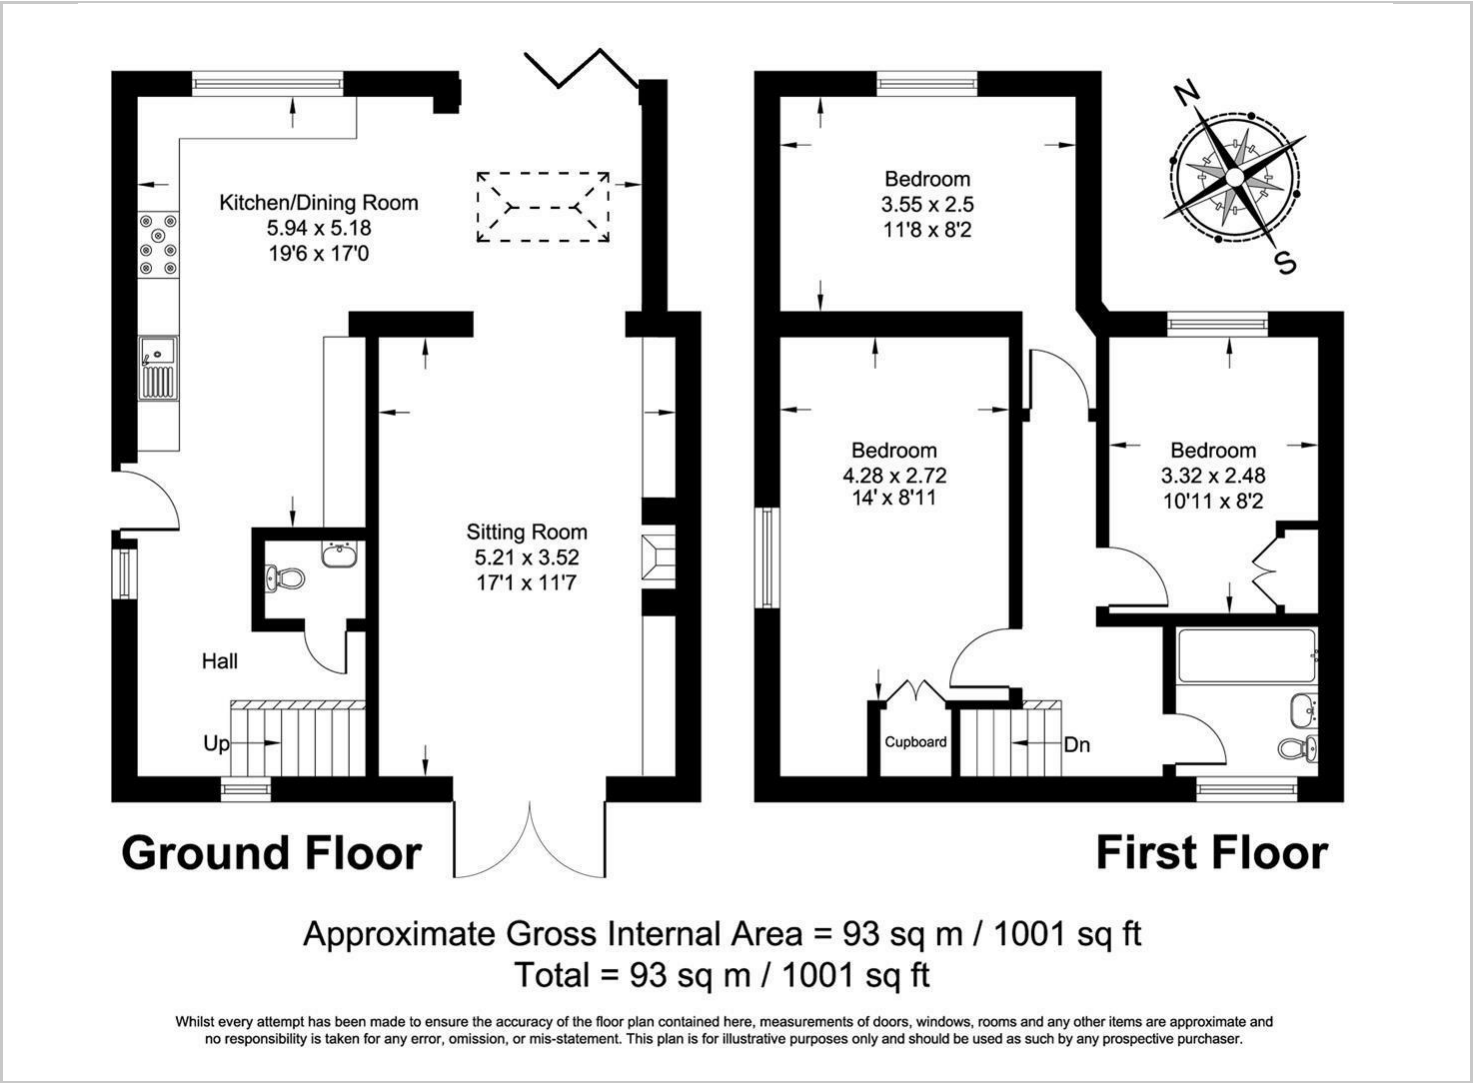 N
S
Kitchen/Dining Room
5.94 x 5.18
19'6 x 17'0
Sitting Room
5.21 x 3.52
17'1 x 11'7
Hall
Up
Ground Floor
Bedroom
3.55 x 2.5
11'8 x 8'2
Bedroom
4.28 x 2.72
14' x 8'11
Bedroom
3.32 x 2.48
10'11 x 8'2
Cupboard
Dn
First Floor
Approximate Gross Internal Area = 93 sq m / 1001 sq ft
Total = 93 sq m / 1001 sq ft
Whilst every attempt has been made to ensure the accuracy of the floor plan contained here, measurements of doors, windows, rooms and any other items are approximate and
no responsibility is taken for any error, omission, or mis-statement. This plan is for illustrative purposes only and should be used as such by any prospective purchaser.